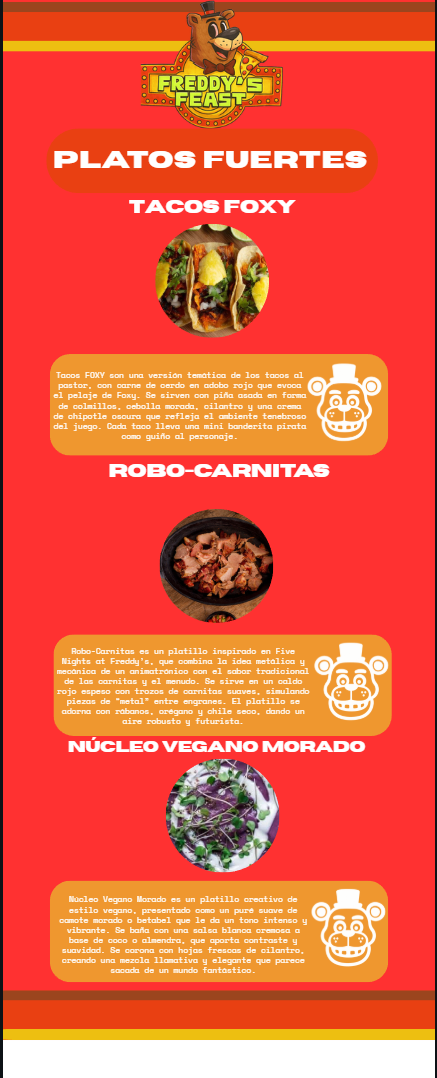 FREDDY'S
FEAST
PLATOS FUERTES
TACOS FOXY
Tacos FOXY son una versión temática de los tacos al
pastor, con carne de cerdo en adobo rojo que evoca
el pelaje de Foxy. Se sirven con piña asada en forma
de colmillos, cebolla morada, cilantro y una crema
de chipotle oscura que refleja el ambiente tenebroso
del juego. Cada taco lleva una mini banderita pirata
como guiño al personaje.
ROBO-CARNITAS
Robo-Carnitas es un platillo inspirado en Five
Nights at Freddy's, que combina la idea metálica y
mecánica de un animatrónico con el sabor tradicional
de las carnitas y el menudo. Se sirve en un caldo
rojo espeso con trozos de carnitas suaves, simulando
piezas de "metal" entre engranes. El platillo se
adorna con rábanos, orégano y chile seco, dando un
aire robusto y futurista.
NÚCLEO VEGANO MORADO
Núcleo Vegano Morado es un platillo creativo de
estilo vegano, presentado como un puré suave de
camote morado o betabel que le da un tono intenso y
vibrante. Se baña con una salsa blanca cremosa a
base de coco o almendra, que aporta contraste y
suavidad. Se corona con hojas frescas de cilantro,
creando una mezcla llamativa y elegante que parece
sacada de un mundo fantástico.